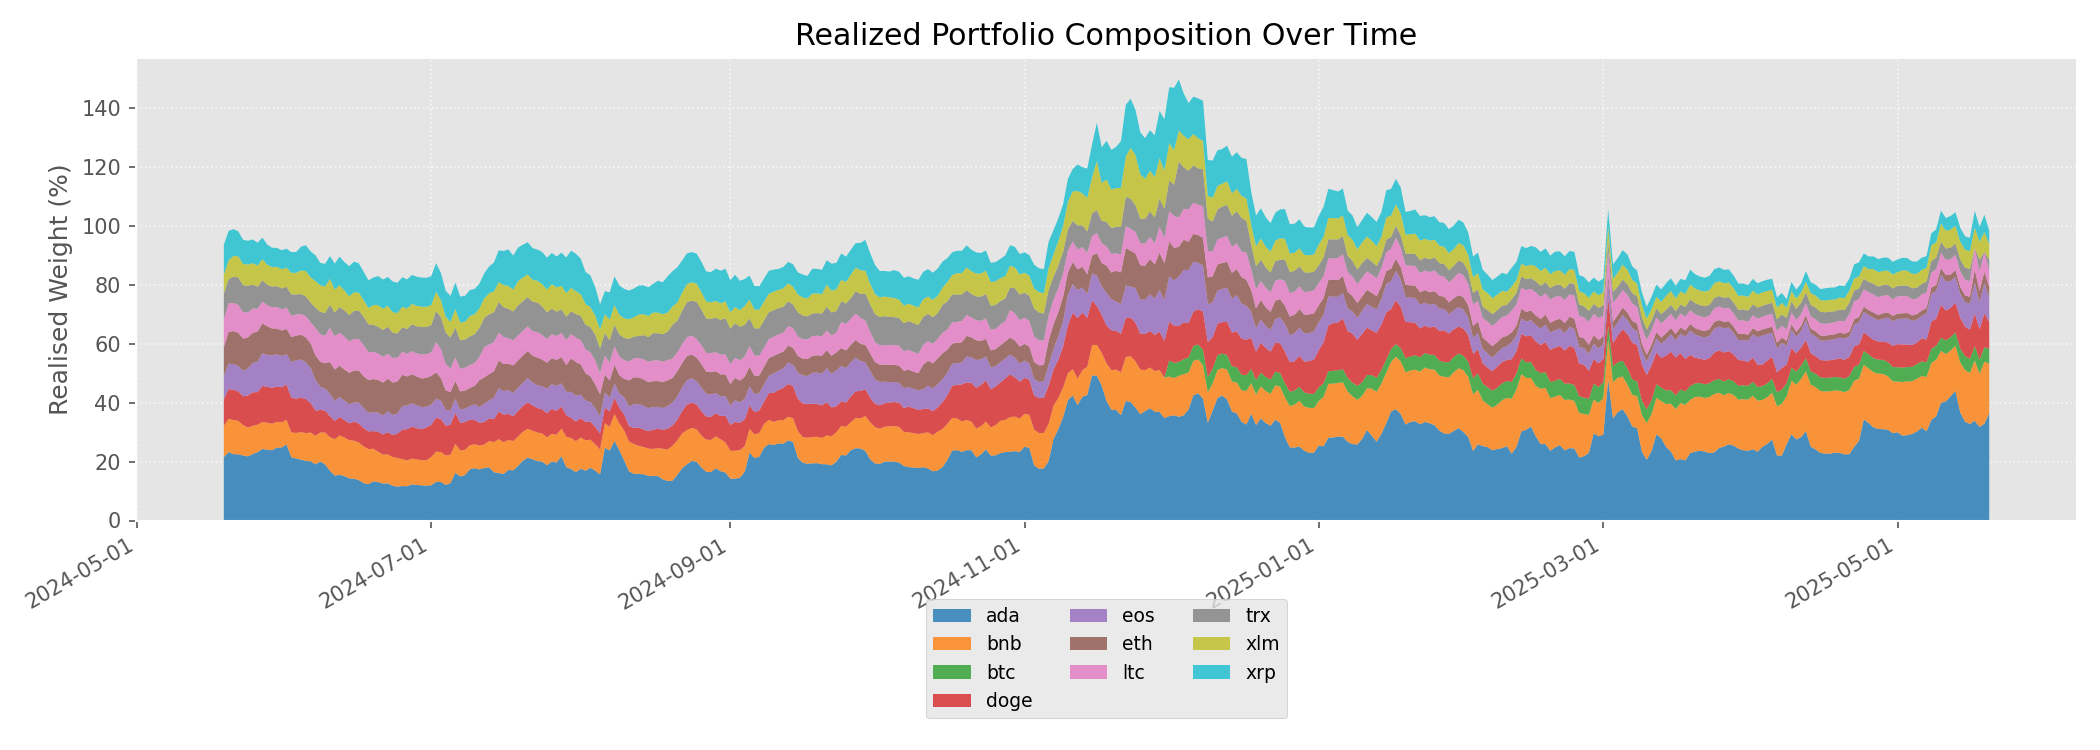 Realized Portfolio Composition Over Time
Realised Weight (%)
140
120
100
80
60
40
20
0
2024-05-01
2024-07-01
2024-09-01
2024-11-01
2025-01-01
2025-03-01
2025-05-01
ada
eos
trx
bnb
eth
xlm
btc
ltc
xrp
doge